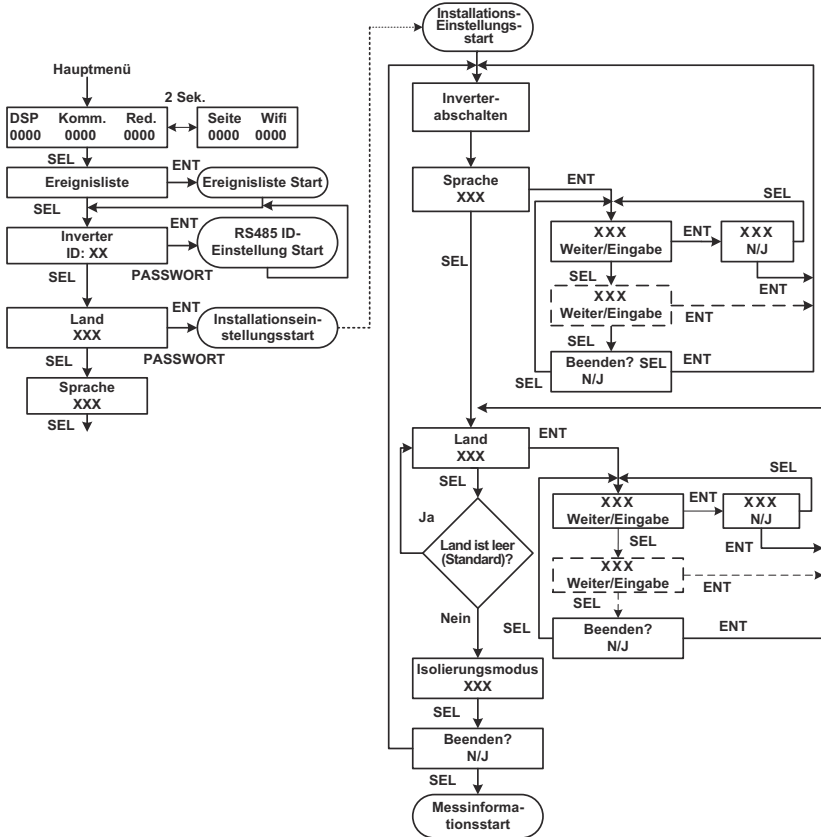 Hauptmenü
2 Sek.
DSP Komm. Red.
0000 0000 0000
Seite Wifi
0000 0000
SEL
ENT
Ereignisliste
Ereignisliste Start
SEL
ENT
Inverter
ID: XX
RS485 ID-
Einstellung Start
SEL
PASSWORT
ENT
Land
XXX
Installationsein-
stellungsstart
SEL
PASSWORT
Sprache
XXX
SEL
Installations-
Einstellungs-
start
Inverter-
abschalten
Sprache
XXX
ENT
SEL
SEL
XXX
Weiter/Eingabe
ENT
XXX
N/J
SEL
ENT
XXX
Weiter/Eingabe
ENT
SEL
Beenden?
N/J
SEL
ENT
SEL
Land
XXX
ENT
SEL
SEL
XXX
Weiter/Eingabe
ENT
XXX
N/J
Ja
SEL
ENT
Land ist leer
(Standard)?
XXX
Weiter/Eingabe
ENT
SEL
Nein
SEL
Beenden?
N/J
ENT
Isolierungsmodus
XXX
SEL
Beenden?
N/J
SEL
Messinforma-
tionsstart